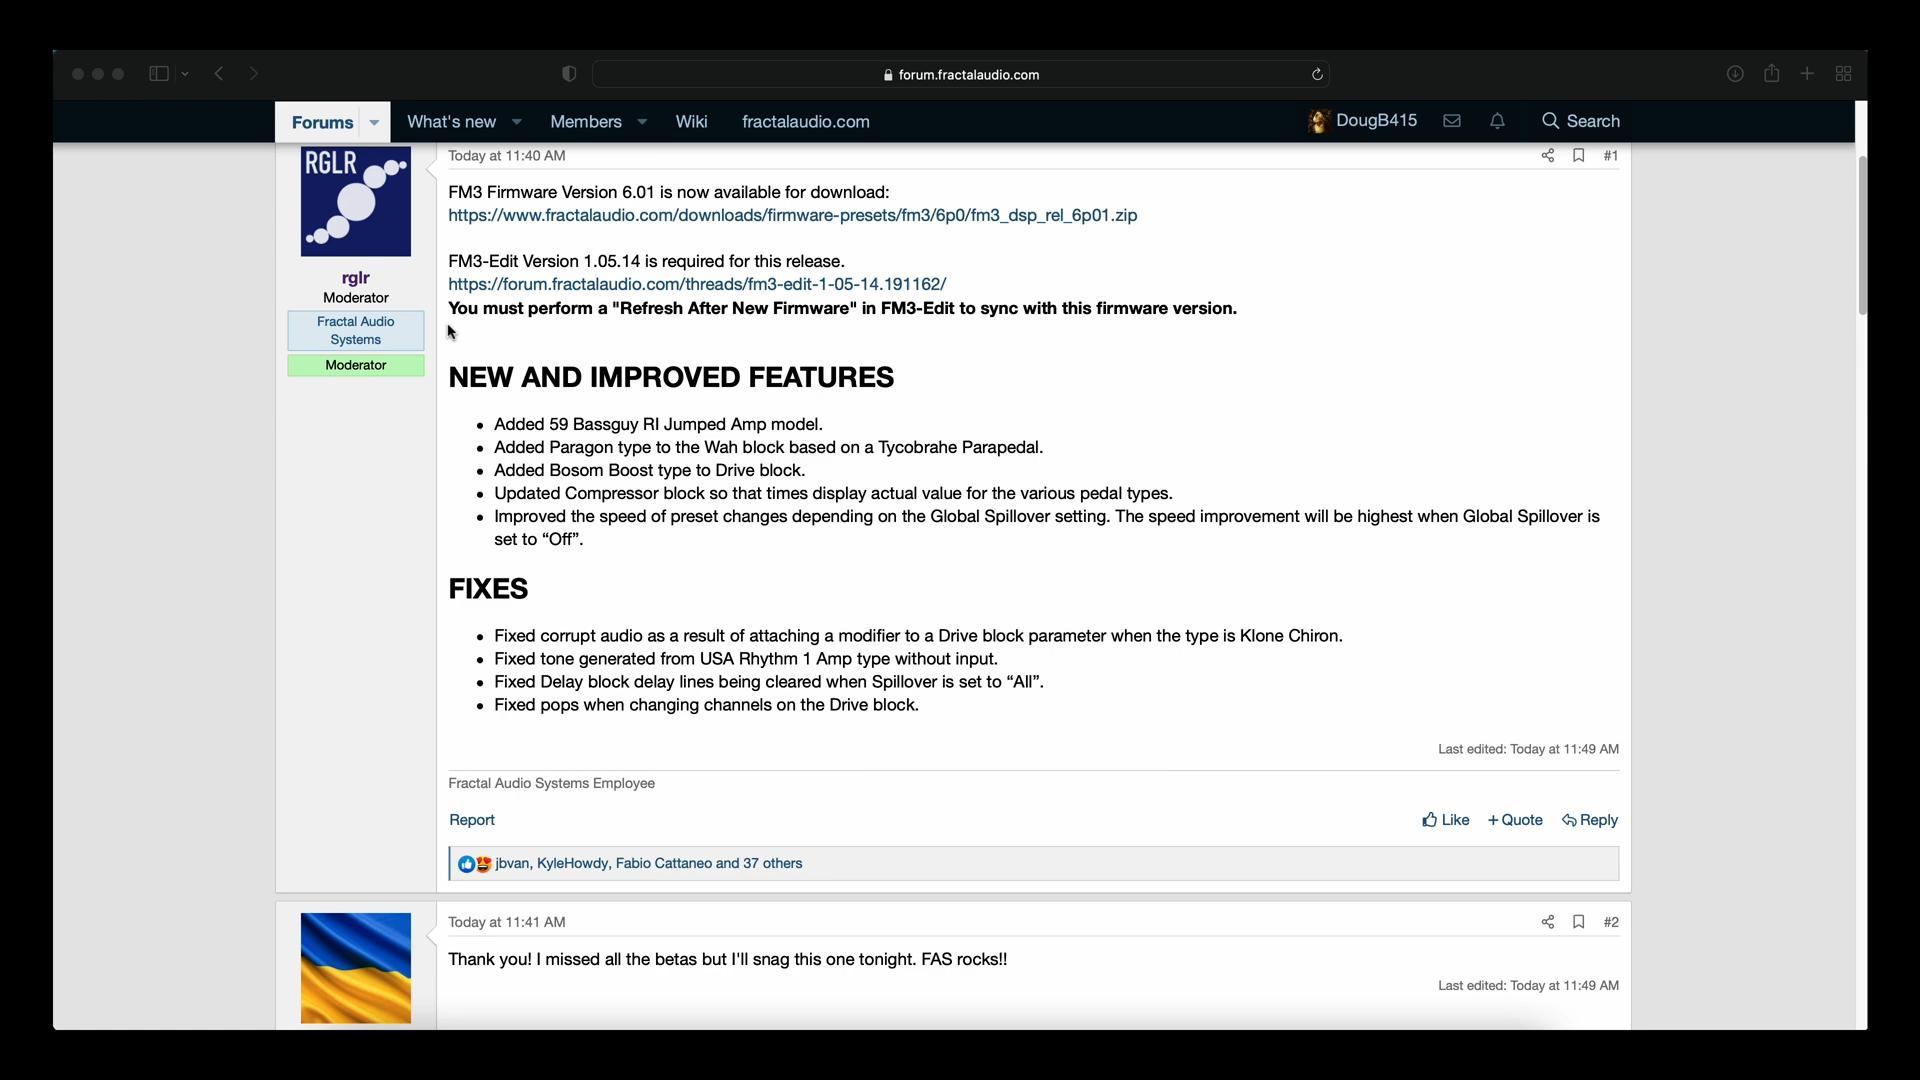 forum.fractalaudio.com
Forums What's new Members Wiki fractalaudio.com DougB415 Search
RGLR
Today at 11:40 AM #1
FM3 Firmware Version 6.01 is now available for download:
https://www.fractalaudio.com/downloads/firmware-presets/fm3/6p0/fm3_dsp_rel_6p01.zip
FM3-Edit Version 1.05.14 is required for this release.
https://forum.fractalaudio.com/threads/fm3-edit-1-05-14.191162/
You must perform a "Refresh After New Firmware" in FM3-Edit to sync with this firmware version.
rglr
Moderator
Fractal Audio
Systems
Moderator
NEW AND IMPROVED FEATURES
• Added 59 Bassguy RI Jumped Amp model.
• Added Paragon type to the Wah block based on a Tycobrahe Parapedal.
• Added Bosom Boost type to Drive block.
• Updated Compressor block so that times display actual value for the various pedal types.
• Improved the speed of preset changes depending on the Global Spillover setting. The speed improvement will be highest when Global Spillover is
set to “Off”.
FIXES
• Fixed corrupt audio as a result of attaching a modifier to a Drive block parameter when the type is Klone Chiron.
• Fixed tone generated from USA Rhythm 1 Amp type without input.
• Fixed Delay block delay lines being cleared when Spillover is set to “All”.
• Fixed pops when changing channels on the Drive block.
Last edited: Today at 11:49 AM
Fractal Audio Systems Employee
Report Like +Quote Reply
jbvan, KyleHowdy, Fabio Cattaneo and 37 others
Today at 11:41 AM #2
Thank you! I missed all the betas but I'll snag this one tonight. FAS rocks!!
Last edited: Today at 11:49 AM